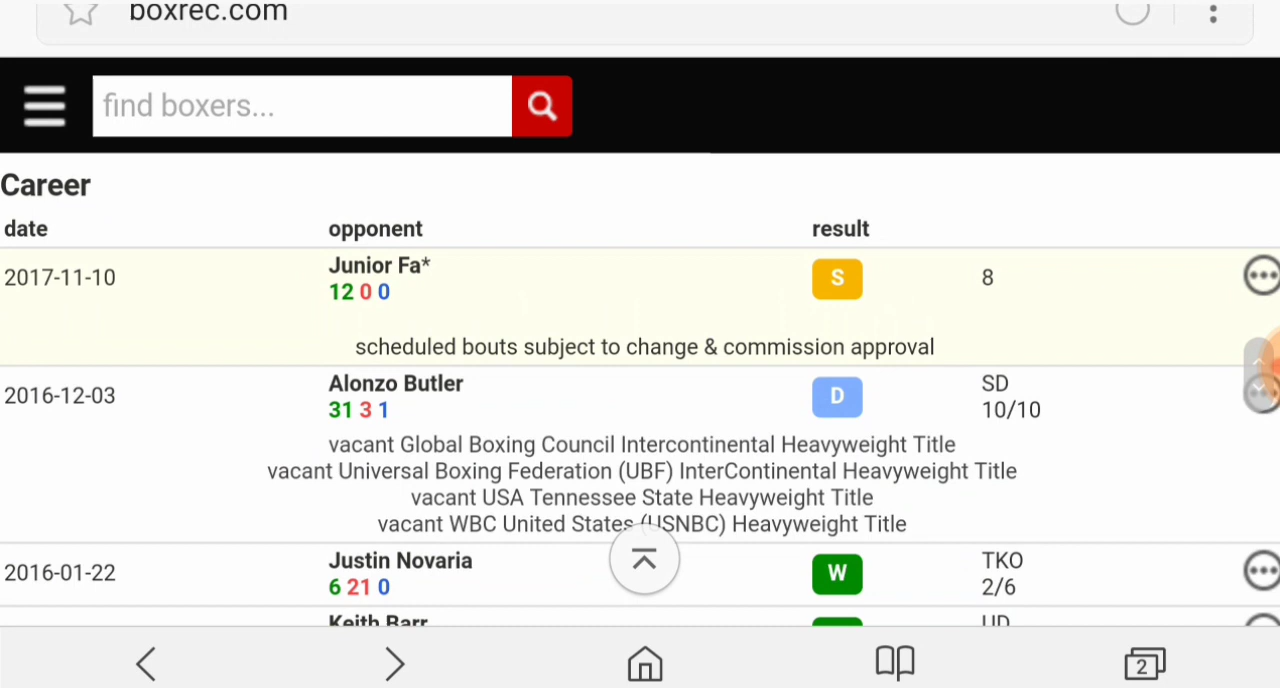 boxrec.com
find boxers...
Career
date opponent result
2017-11-10 Junior Fa* S 8
12 0 0
scheduled bouts subject to change & commission approval
2016-12-03 Alonzo Butler D SD
31 3 1 10/10
vacant Global Boxing Council Intercontinental Heavyweight Title
vacant Universal Boxing Federation (UBF) InterContinental Heavyweight Title
vacant USA Tennessee State Heavyweight Title
vacant WBC United States (USNBC) Heavyweight Title
2016-01-22 Justin Novaria W TKO
6 21 0 2/6
Keith Barr UD
2